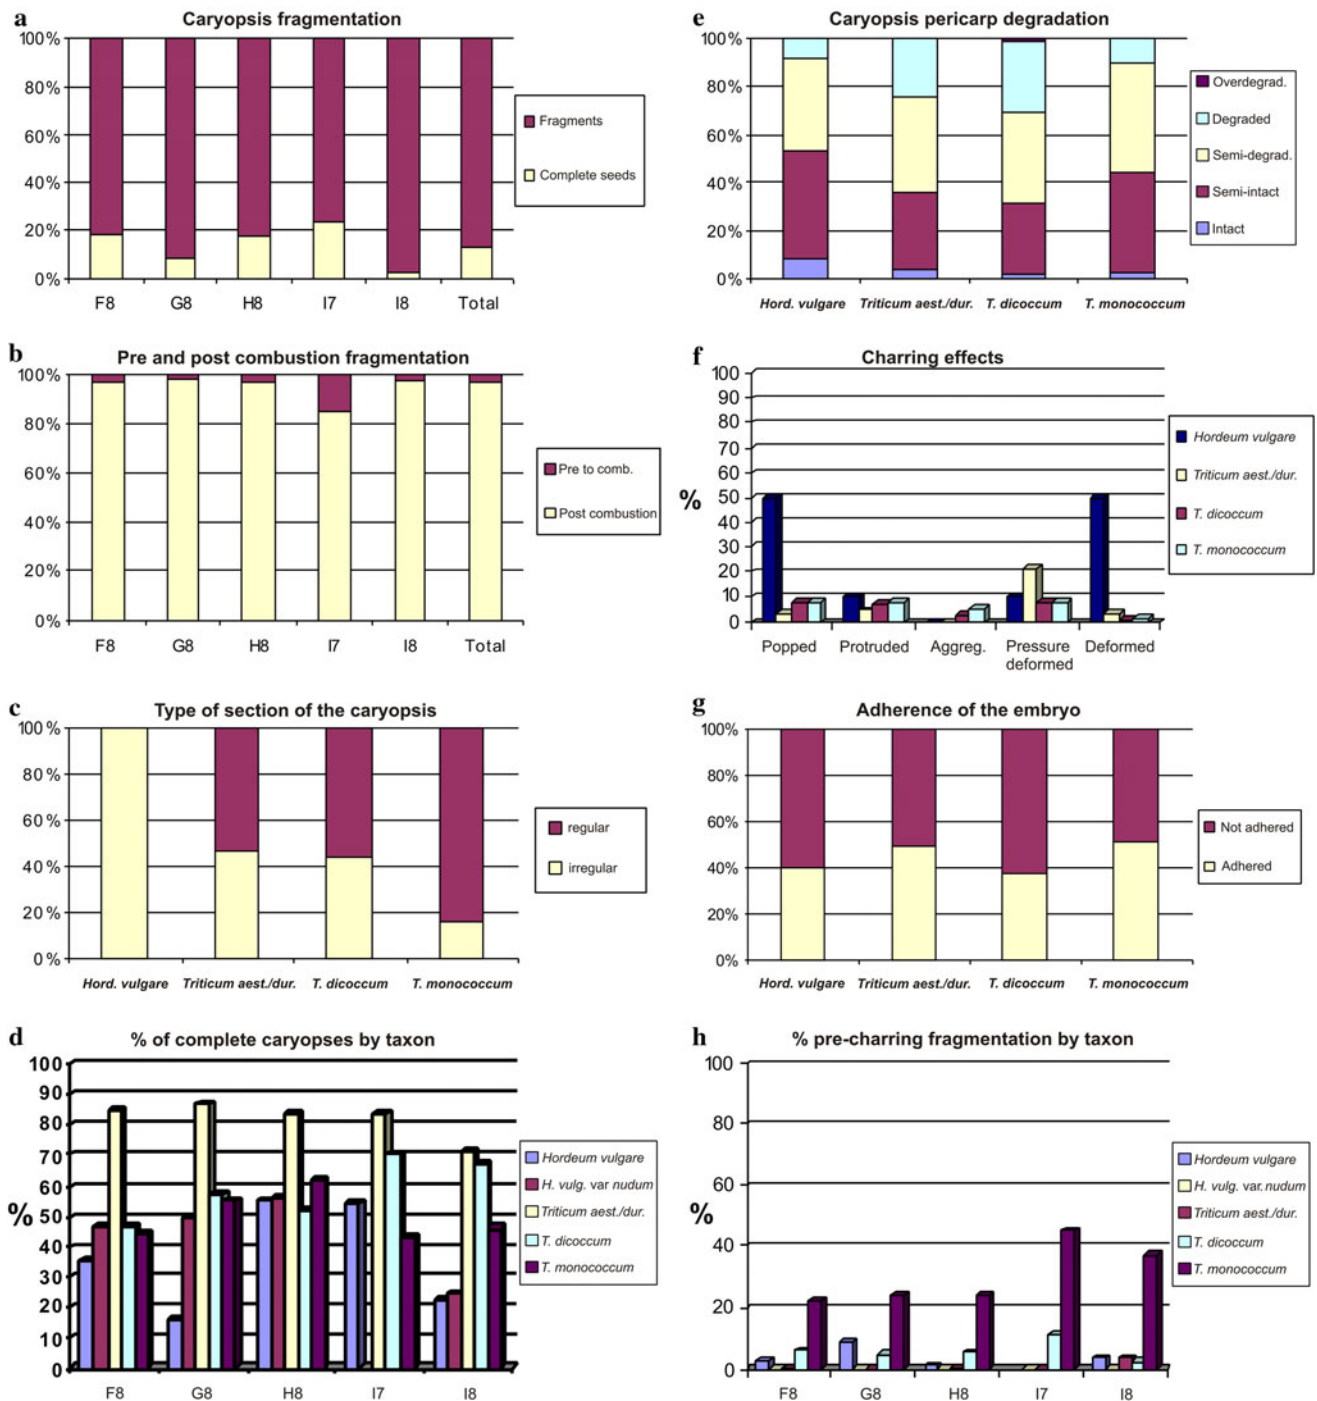 a
Caryopsis fragmentation
100%
80%
60%
40%
20%
0%
F8 G8 H8 I7 I8 Total
Fragments
Complete seeds
b
Pre and post combustion fragmentation
100%
80%
60%
40%
20%
0%
F8 G8 H8 I7 I8 Total
Pre to comb.
Post combustion
c
Type of section of the caryopsis
100%
80%
60%
40%
20%
0%
Hord. vulgare Triticum aest./dur. T. dicoccum T. monococcum
regular
irregular
d
% of complete caryopses by taxon
100
90
80
70
60
50
40
30
20
10
0
%
F8 G8 H8 I7 I8
Hordeum vulgare
H. vulg. var nudum
Triticum aest./dur.
T. dicoccum
T. monococcum
e
Caryopsis pericarp degradation
100%
80%
60%
40%
20%
0%
Hord. vulgare Triticum aest./dur. T. dicoccum T. monococcum
Overdegrad.
Degraded
Semi-degrad.
Semi-intact
Intact
f
Charring effects
100
90
80
70
60
50
40
30
20
10
0
%
Popped Protruded Aggreg. Pressure deformed Deformed
Hordeum vulgare
Triticum aest./dur.
T. dicoccum
T. monococcum
g
Adherence of the embryo
100%
80%
60%
40%
20%
0%
Hord. vulgare Triticum aest./dur. T. dicoccum T. monococcum
Not adhered
Adhered
h
% pre-charring fragmentation by taxon
100
80
60
40
20
0
%
F8 G8 H8 I7 I8
Hordeum vulgare
H. vulg. var. nudum
Triticum aest./dur.
T. dicoccum
T. monococcum